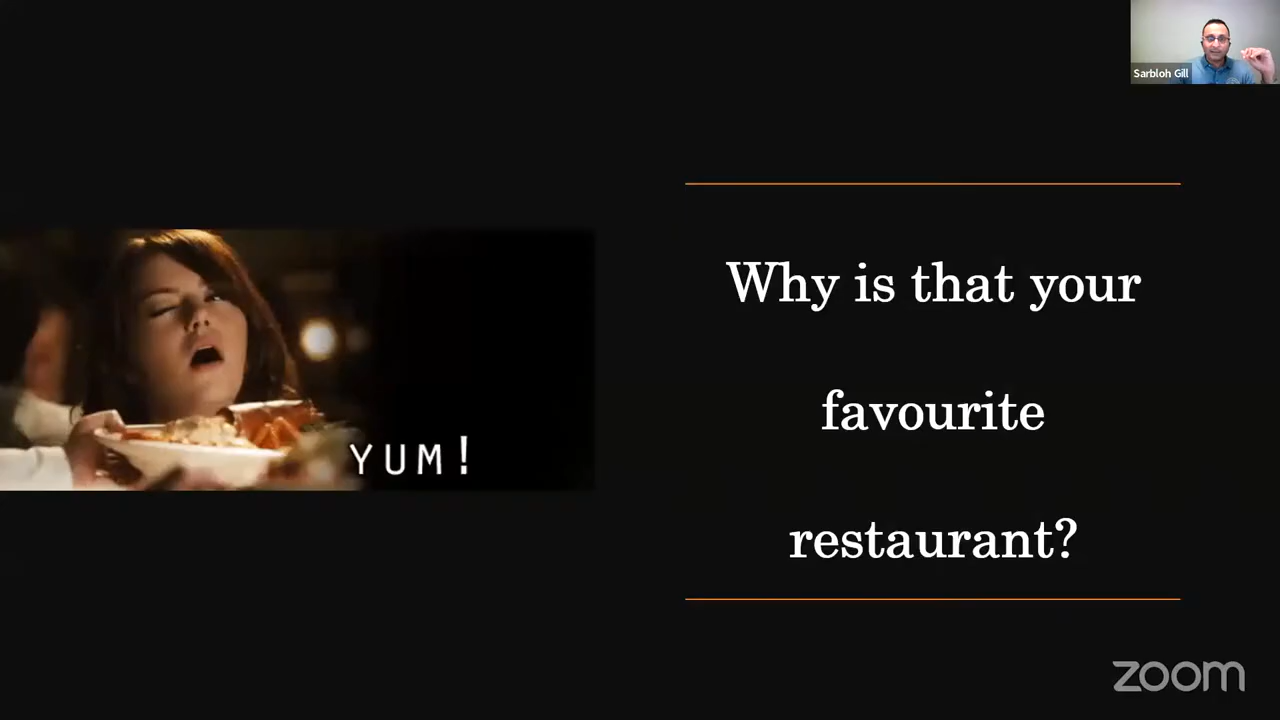 Sarbloh Gill
Why is that your
favourite
restaurant?
YUM!
zoom